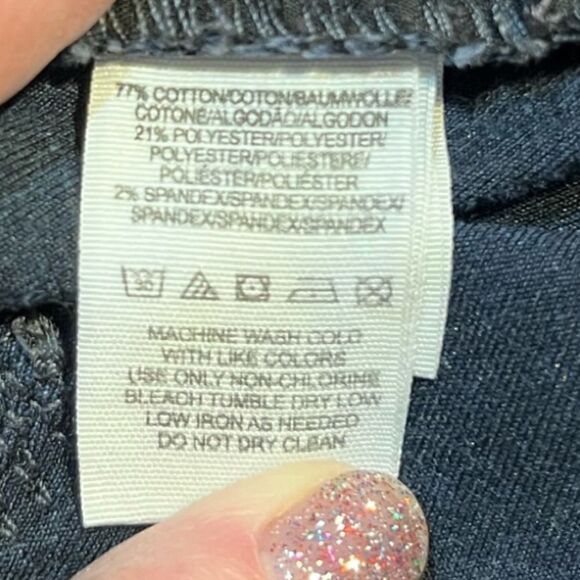 77% COTTON/COTON/BAUMWOLLE/
COTONE/ALGODÃO/ALGODON
21% POLYESTER/POLYESTER/
POLYESTER/POLIESTERE/
POLIÉSTER/POLIÉSTER
2% SPANDEX/SPANDEX/SPANDEX/
SPANDEX/SPANDEX/SPANDEX
30
MACHINE WASH COLD
WITH LIKE COLORS
USE ONLY NON-CHLORINE
BLEACH TUMBLE DRY LOW
LOW IRON AS NEEDED
DO NOT DRY CLEAN